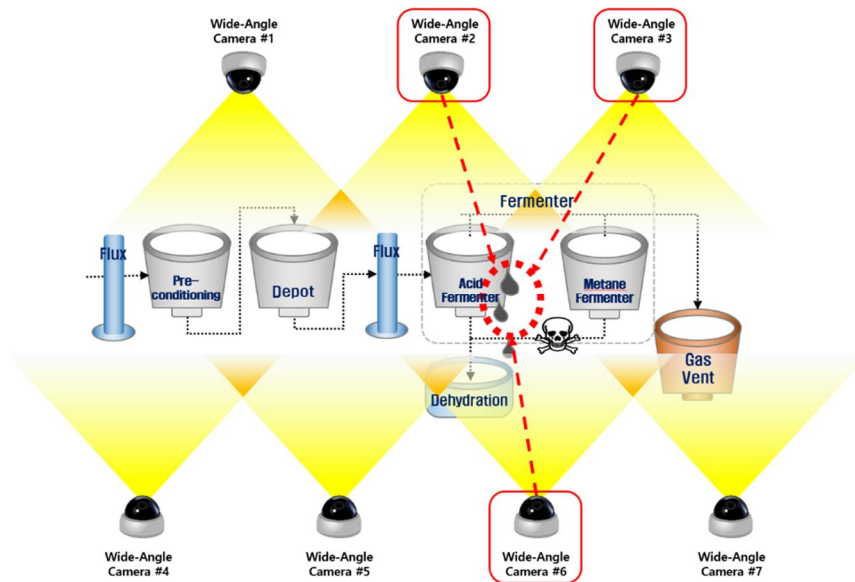 Wide-Angle
Camera #1
Wide-Angle
Camera #2
Wide-Angle
Camera #3
Fermenter
Flux
Pre-
conditioning
Depot
Flux
Acid
Fermenter
Metane
Fermenter
Gas
Vent
Dehydration
Wide-Angle
Camera #4
Wide-Angle
Camera #5
Wide-Angle
Camera #6
Wide-Angle
Camera #7